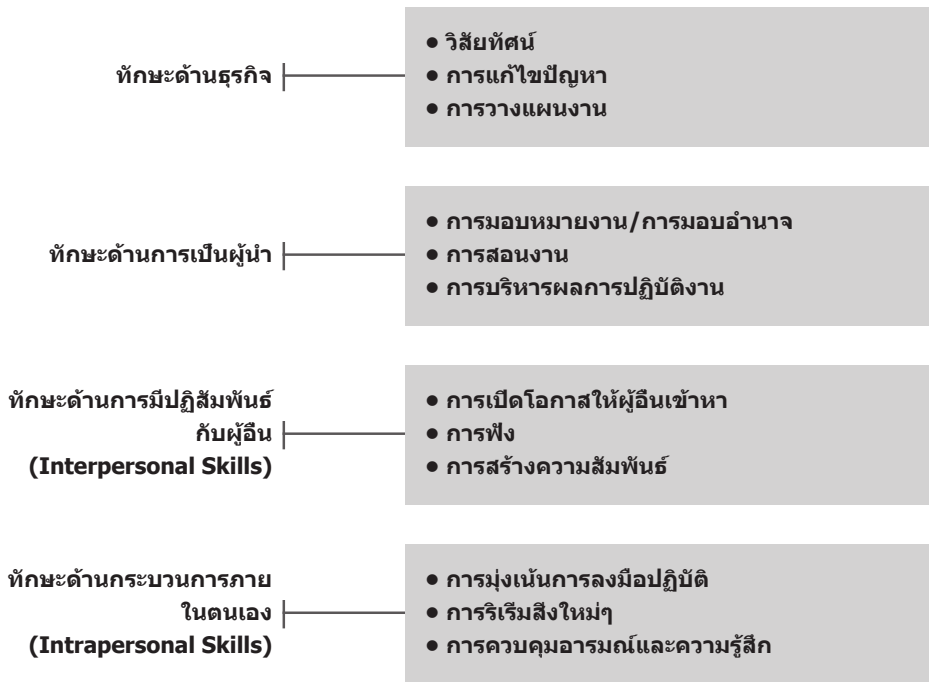 ทักษะด้านธุรกิจ
● วิสัยทัศน์
● การแก้ไขปัญหา
● การวางแผนงาน
ทักษะด้านการเป็นผู้นำ
● การมอบหมายงาน/การมอบอำนาจ
● การสอนงาน
● การบริหารผลการปฏิบัติงาน
ทักษะด้านการมีปฏิสัมพันธ์
กับผู้อื่น
(Interpersonal Skills)
● การเปิดโอกาสให้ผู้อื่นเข้าหา
● การฟัง
● การสร้างความสัมพันธ์
ทักษะด้านกระบวนการภาย
ในตนเอง
(Intrapersonal Skills)
● การมุ่งเน้นการลงมือปฏิบัติ
● การริเริ่มสิ่งใหม่ๆ
● การควบคุมอารมณ์และความรู้สึก